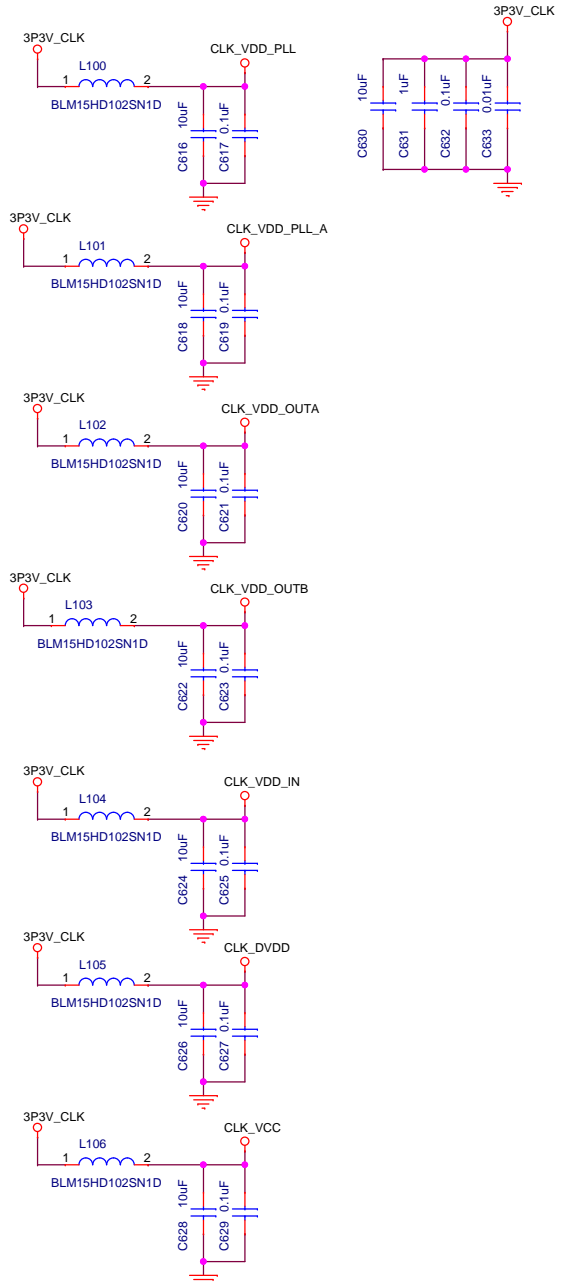 3P3V_CLK
L100
1
2
BLM15HD102SN1D
CLK_VDD_PLL
C616 10uF
C617 0.1uF
3P3V_CLK
C630 10uF
C631 1uF
C632 0.1uF
C633 0.01uF
3P3V_CLK
L101
1
2
BLM15HD102SN1D
CLK_VDD_PLL_A
C618 10uF
C619 0.1uF
3P3V_CLK
L102
1
2
BLM15HD102SN1D
CLK_VDD_OUTA
C620 10uF
C621 0.1uF
3P3V_CLK
L103
1
2
BLM15HD102SN1D
CLK_VDD_OUTB
C622 10uF
C623 0.1uF
3P3V_CLK
L104
1
2
BLM15HD102SN1D
CLK_VDD_IN
C624 10uF
C625 0.1uF
3P3V_CLK
L105
1
2
BLM15HD102SN1D
CLK_DVDD
C626 10uF
C627 0.1uF
3P3V_CLK
L106
1
2
BLM15HD102SN1D
CLK_VCC
C628 10uF
C629 0.1uF